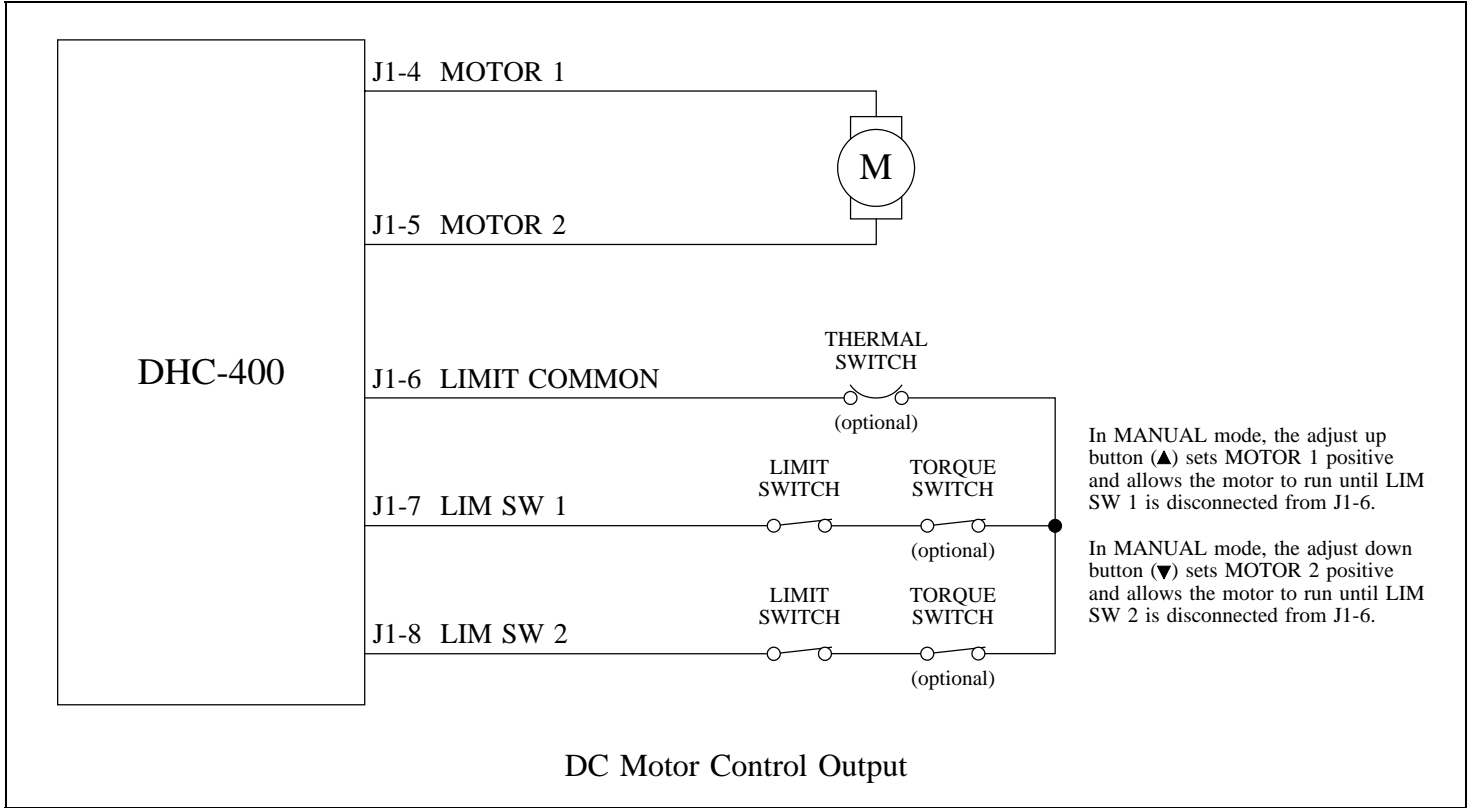 J1-4 MOTOR 1
M
J1-5 MOTOR 2
DHC-400
THERMAL
SWITCH
J1-6 LIMIT COMMON
(optional)
LIMIT
SWITCH
TORQUE
SWITCH
J1-7 LIM SW 1
(optional)
LIMIT
SWITCH
TORQUE
SWITCH
J1-8 LIM SW 2
(optional)
In MANUAL mode, the adjust up
button (▲) sets MOTOR 1 positive
and allows the motor to run until LIM
SW 1 is disconnected from J1-6.
In MANUAL mode, the adjust down
button (▼) sets MOTOR 2 positive
and allows the motor to run until LIM
SW 2 is disconnected from J1-6.
DC Motor Control Output